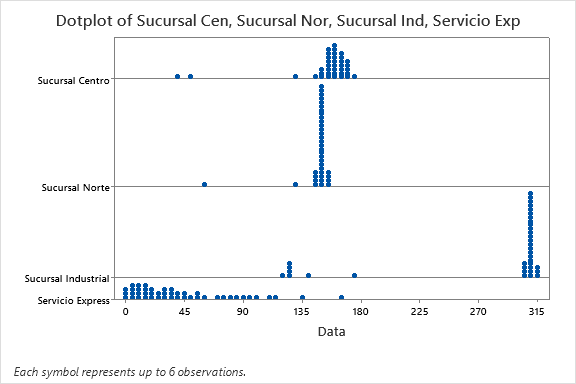 Dotplot of Sucursal Cen, Sucursal Nor, Sucursal Ind, Servicio Exp
Sucursal Centro
Sucursal Norte
Sucursal Industrial
Servicio Express
0 45 90 135 180 225 270 315
Data
Each symbol represents up to 6 observations.